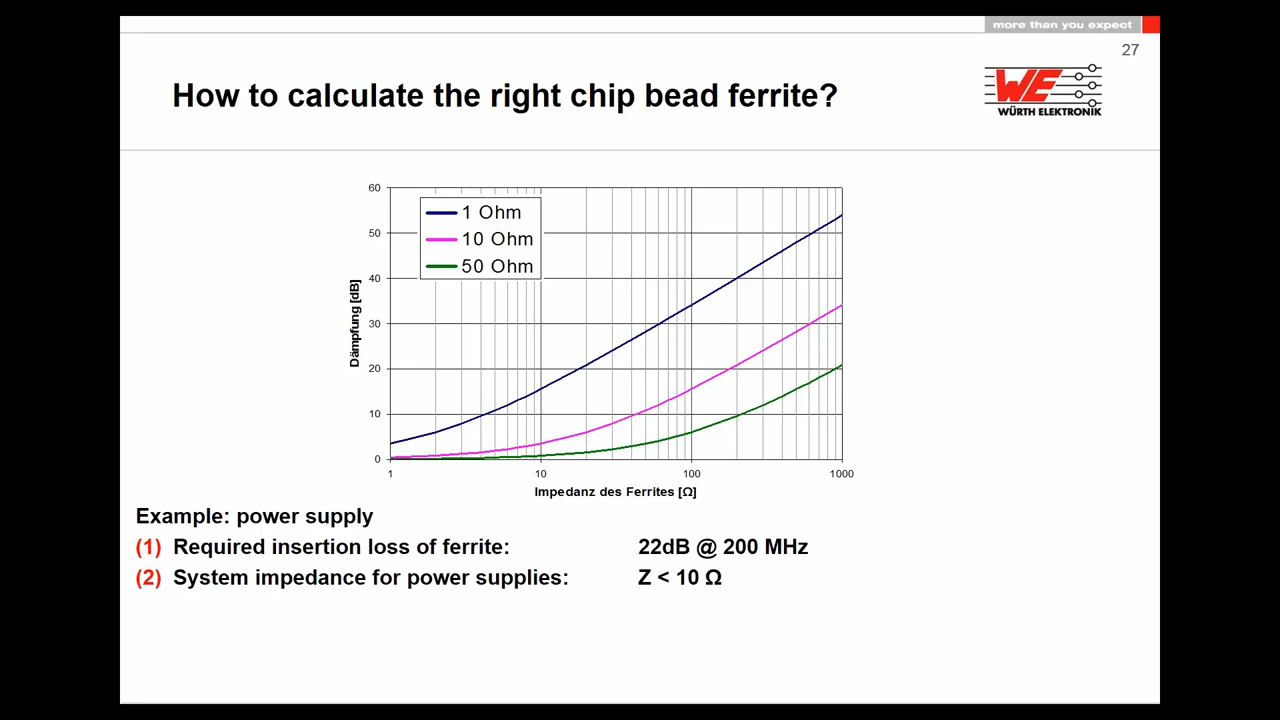 more than you expect
27
How to calculate the right chip bead ferrite?
WE
WÜRTH ELEKTRONIK
60
50
40
30
20
10
0
1 Ohm
10 Ohm
50 Ohm
Dämpfung [dB]
1 10 100 1000
Impedanz des Ferrites [Ω]
Example: power supply
(1) Required insertion loss of ferrite: 22dB @ 200 MHz
(2) System impedance for power supplies: Z < 10 Ω